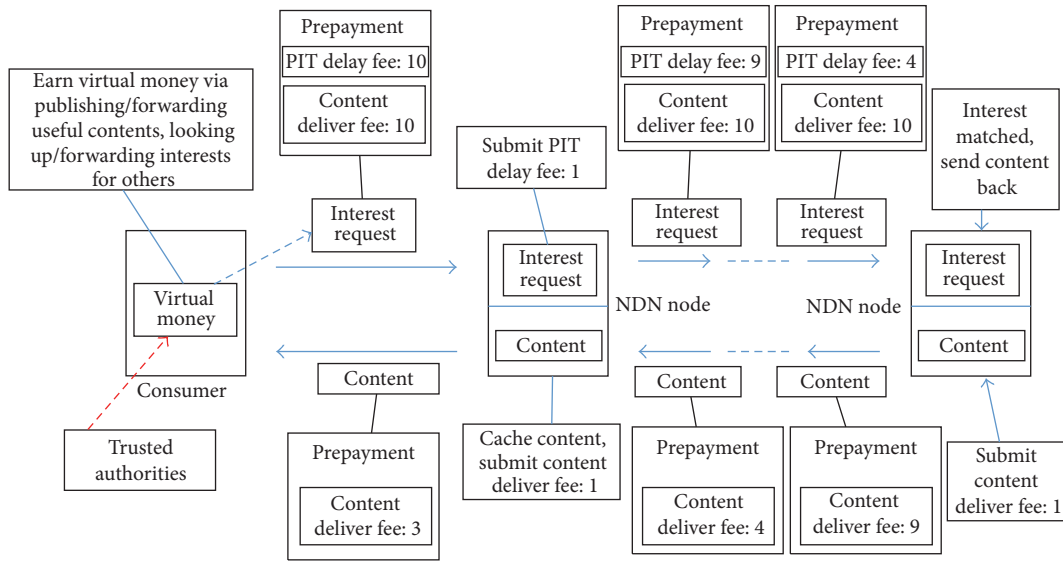 Prepayment
PIT delay fee: 10
Content
deliver fee: 10
Prepayment
PIT delay fee: 9
Content
deliver fee: 10
Prepayment
PIT delay fee: 4
Content
deliver fee: 10
Earn virtual money via
publishing/forwarding
useful contents, looking
up/forwarding interests
for others
Submit PIT
delay fee: 1
Interest
matched,
send content
back
Interest
request
Interest
request
Interest
request
Virtual
money
Consumer
Interest
request
NDN node
Content
NDN node
Interest
request
Content
Content
Content
Content
Trusted
authorities
Prepayment
Content
deliver fee: 3
Cache content,
submit content
deliver fee: 1
Prepayment
Content
deliver fee: 4
Prepayment
Content
deliver fee: 9
Submit
content
deliver fee: 1